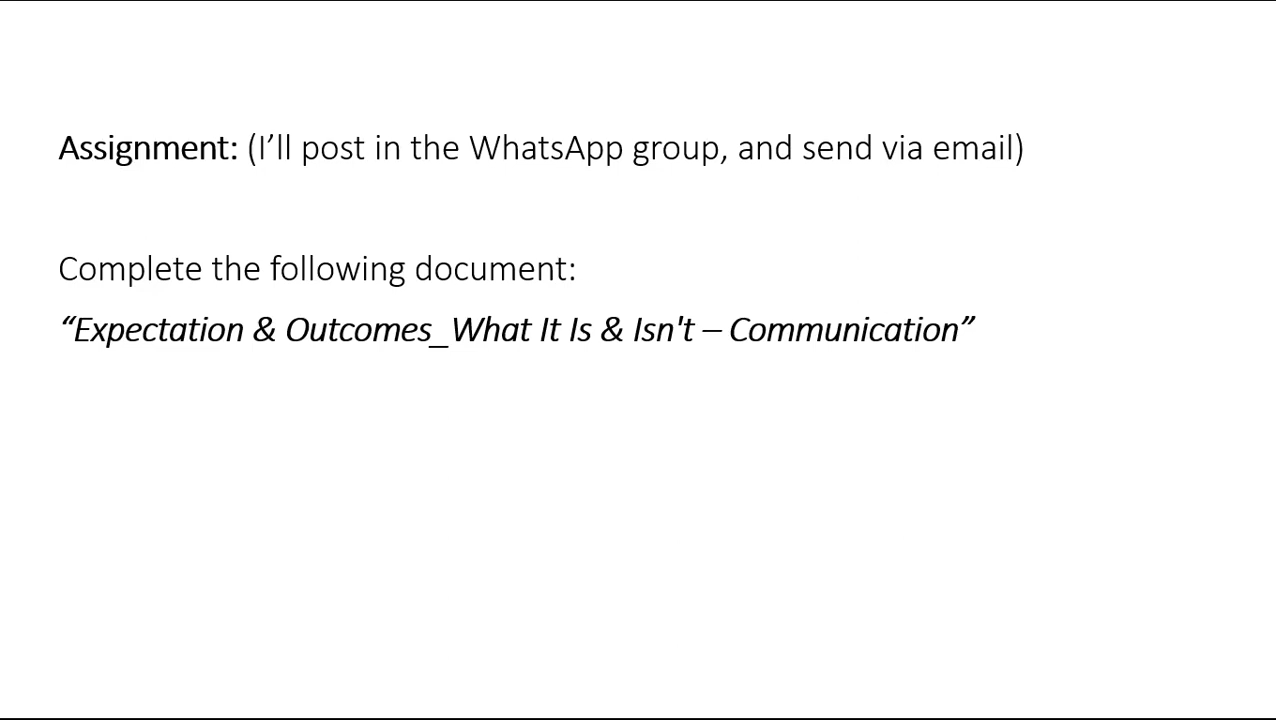 Assignment: (I’ll post in the WhatsApp group, and send via email)
Complete the following document:
“Expectation & Outcomes_What It Is & Isn't – Communication”